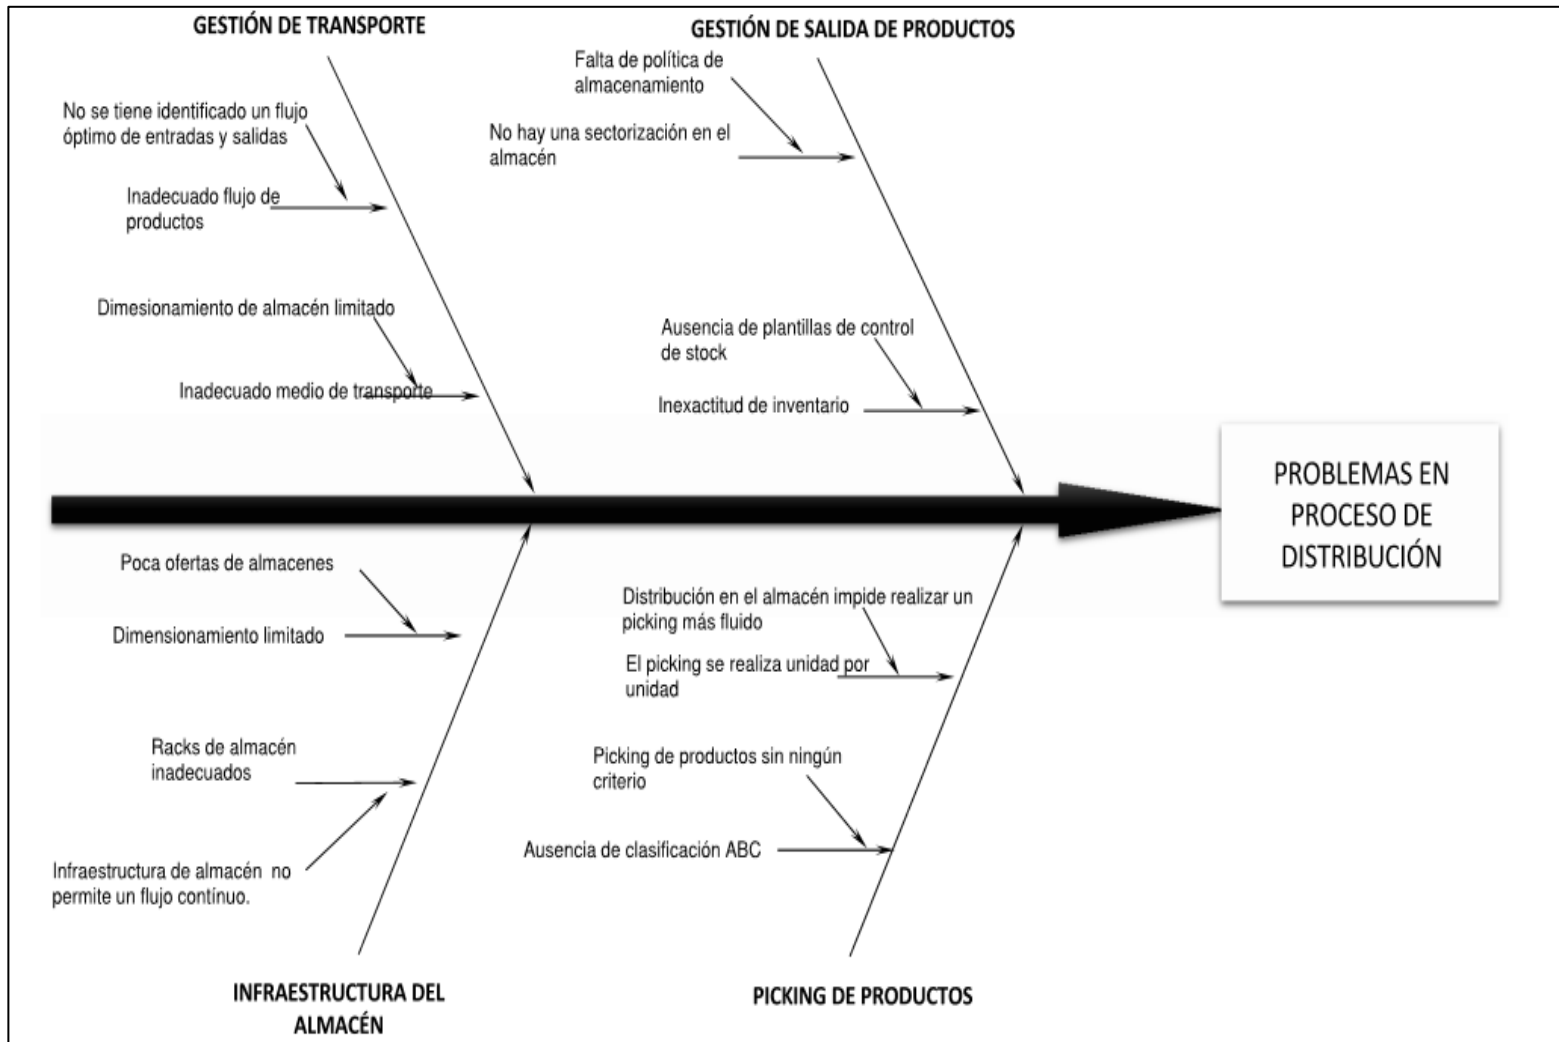 GESTIÓN DE TRANSPORTE
GESTIÓN DE SALIDA DE PRODUCTOS
No se tiene identificado un flujo
óptimo de entradas y salidas
Inadecuado flujo de
productos
Dimesionamiento de almacén limitado
Inadecuado medio de transporte
Falta de política de
almacenamiento
No hay una sectorización en el
almacén
Ausencia de plantillas de control
de stock
Inexactitud de inventario
PROBLEMAS EN
PROCESO DE
DISTRIBUCIÓN
Poca ofertas de almacenes
Dimensionamiento limitado
Racks de almacén
inadecuados
Infraestructura de almacén no
permite un flujo contínuo.
Distribución en el almacén impide realizar un
picking más fluido
El picking se realiza unidad por
unidad
Picking de productos sin ningún
criterio
Ausencia de clasificación ABC
INFRAESTRUCTURA DEL
ALMACÉN
PICKING DE PRODUCTOS